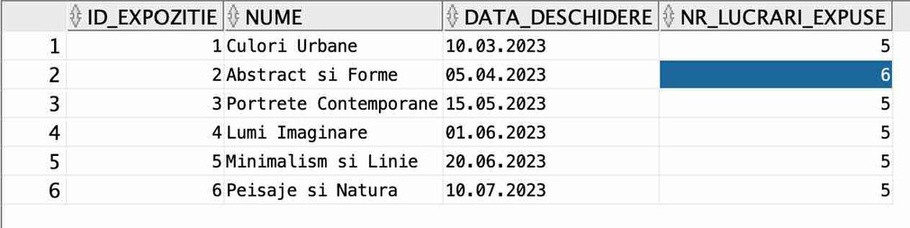 ID_EXPOZITIE NUME DATA_DESCHIDERE NR_LUCRARI_EXPUSE
1 1 Culori Urbane 10.03.2023 5
2 2 Abstract si Forme 05.04.2023 6
3 3 Portrete Contemporane 15.05.2023 5
4 4 Lumi Imaginare 01.06.2023 5
5 5 Minimalism si Linie 20.06.2023 5
6 6 Peisaje si Natura 10.07.2023 5